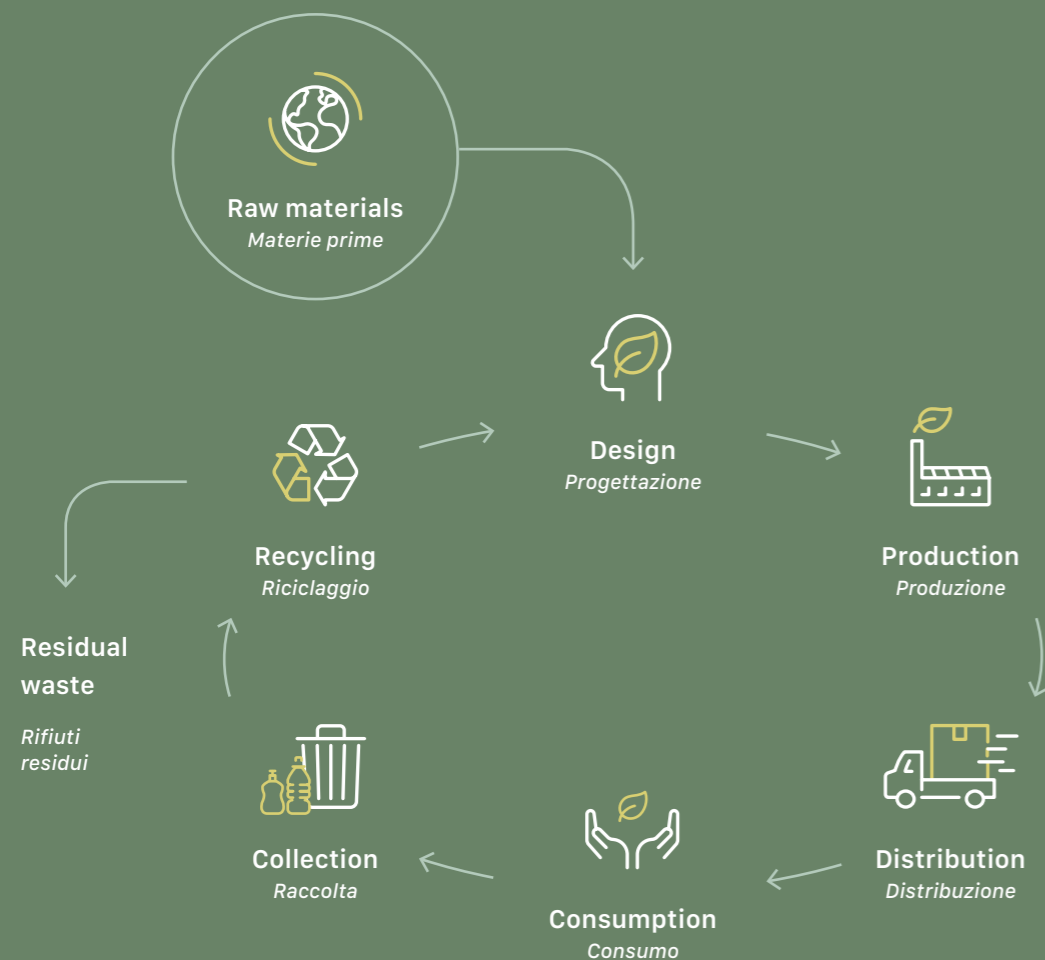 Raw materials
Materie prime
Design
Progettazione
Production
Produzione
Recycling
Riciclaggio
Residual
waste
Rifiuti
residui
Collection
Raccolta
Distribution
Distribuzione
Consumption
Consumo